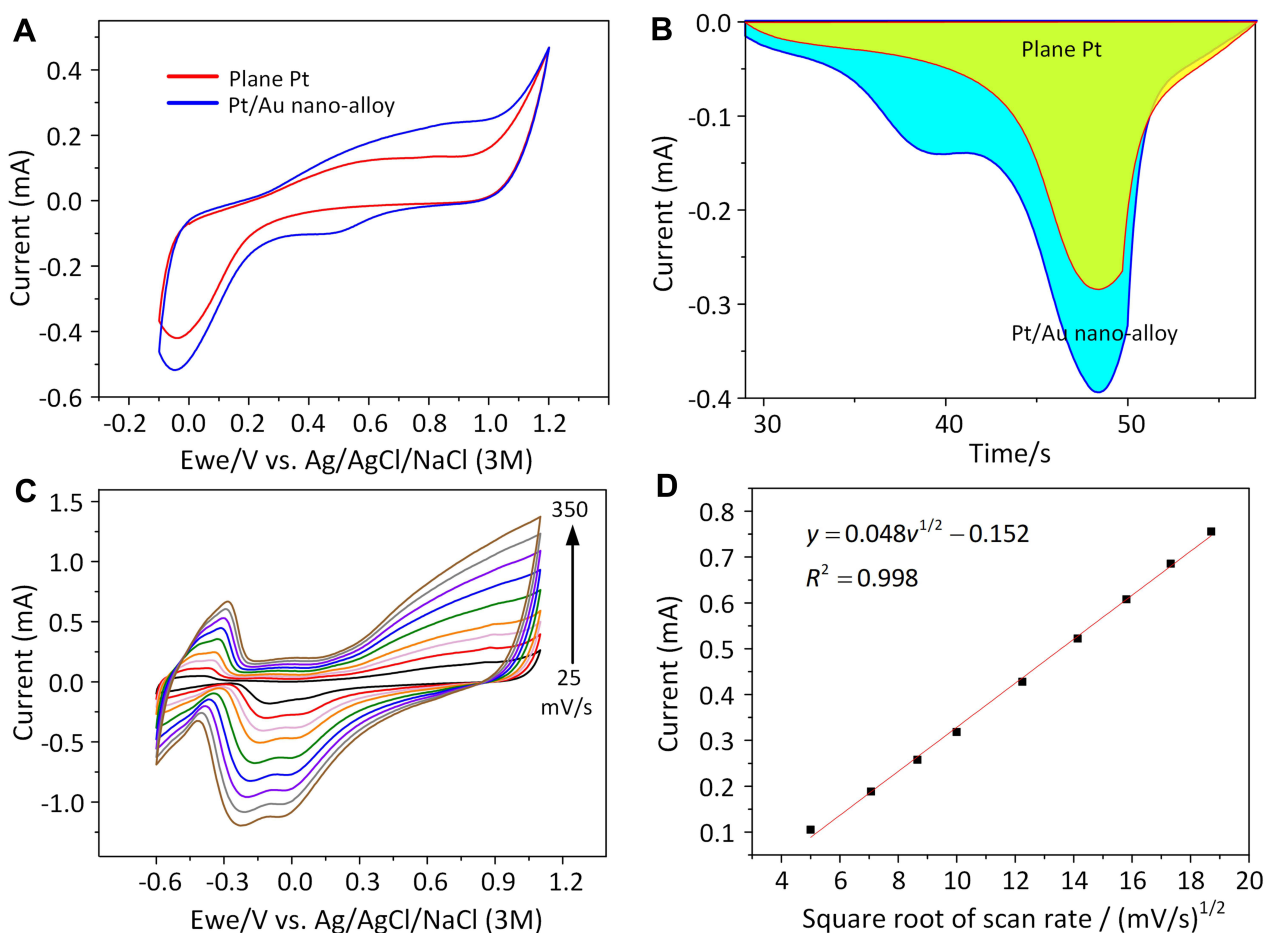 A
Plane Pt
Pt/Au nano-alloy
0.4
0.2
0.0
-0.2
-0.4
-0.6
-0.2 0.0 0.2 0.4 0.6 0.8 1.0 1.2
Current (mA)
Ewe/V vs. Ag/AgCl/NaCl (3M)
B
Plane Pt
Pt/Au nano-alloy
0.0
-0.1
-0.2
-0.3
-0.4
30 40 50
Current (mA)
Time/s
C
350
25
mV/s
1.5
1.0
0.5
0.0
-0.5
-1.0
-0.6 -0.3 0.0 0.3 0.6 0.9 1.2
Current (mA)
Ewe/V vs. Ag/AgCl/NaCl (3M)
D
y = 0.048v^{1/2} − 0.152
R² = 0.998
0.8
0.7
0.6
0.5
0.4
0.3
0.2
0.1
4 6 8 10 12 14 16 18 20
Current (mA)
Square root of scan rate / (mV/s)^{1/2}